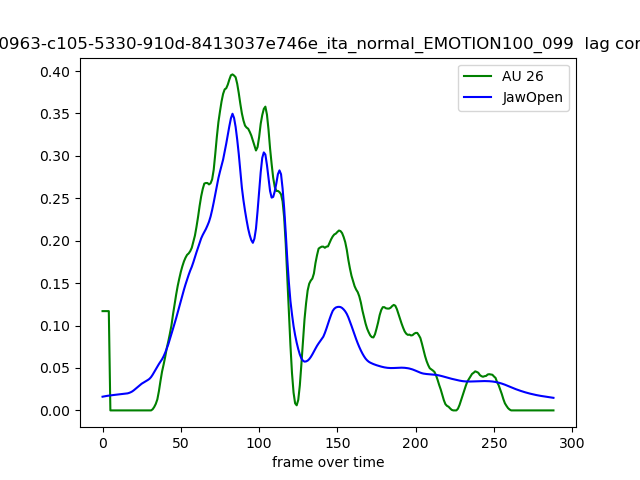 0963-c105-5330-910d-8413037e746e_ita_normal_EMOTION100_099 lag cor
AU 26
JawOpen
0.40
0.35
0.30
0.25
0.20
0.15
0.10
0.05
0.00
0 50 100 150 200 250 300
frame over time